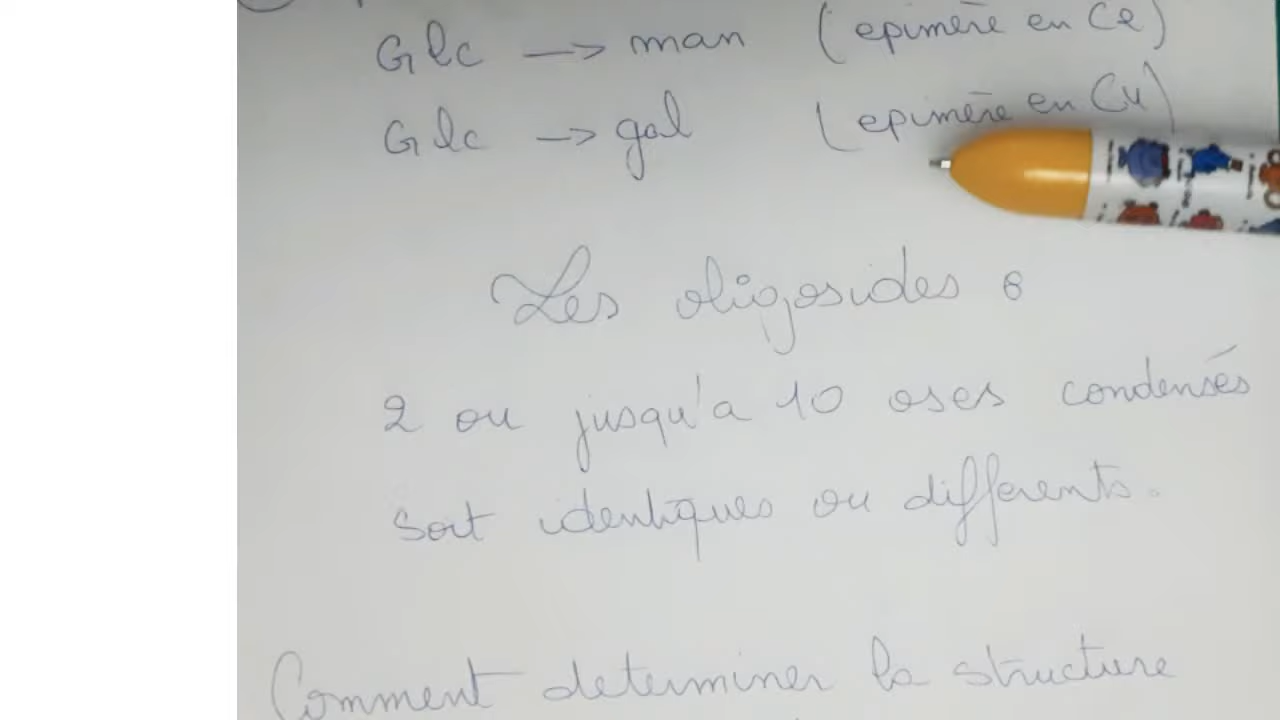 Glc → man (epimère en C2)
Glc → gal (epimère en C4)
Les oligosides :
2 ou jusqu'a 10 oses condensés
soit identiques ou differents.
Comment determiner la structure